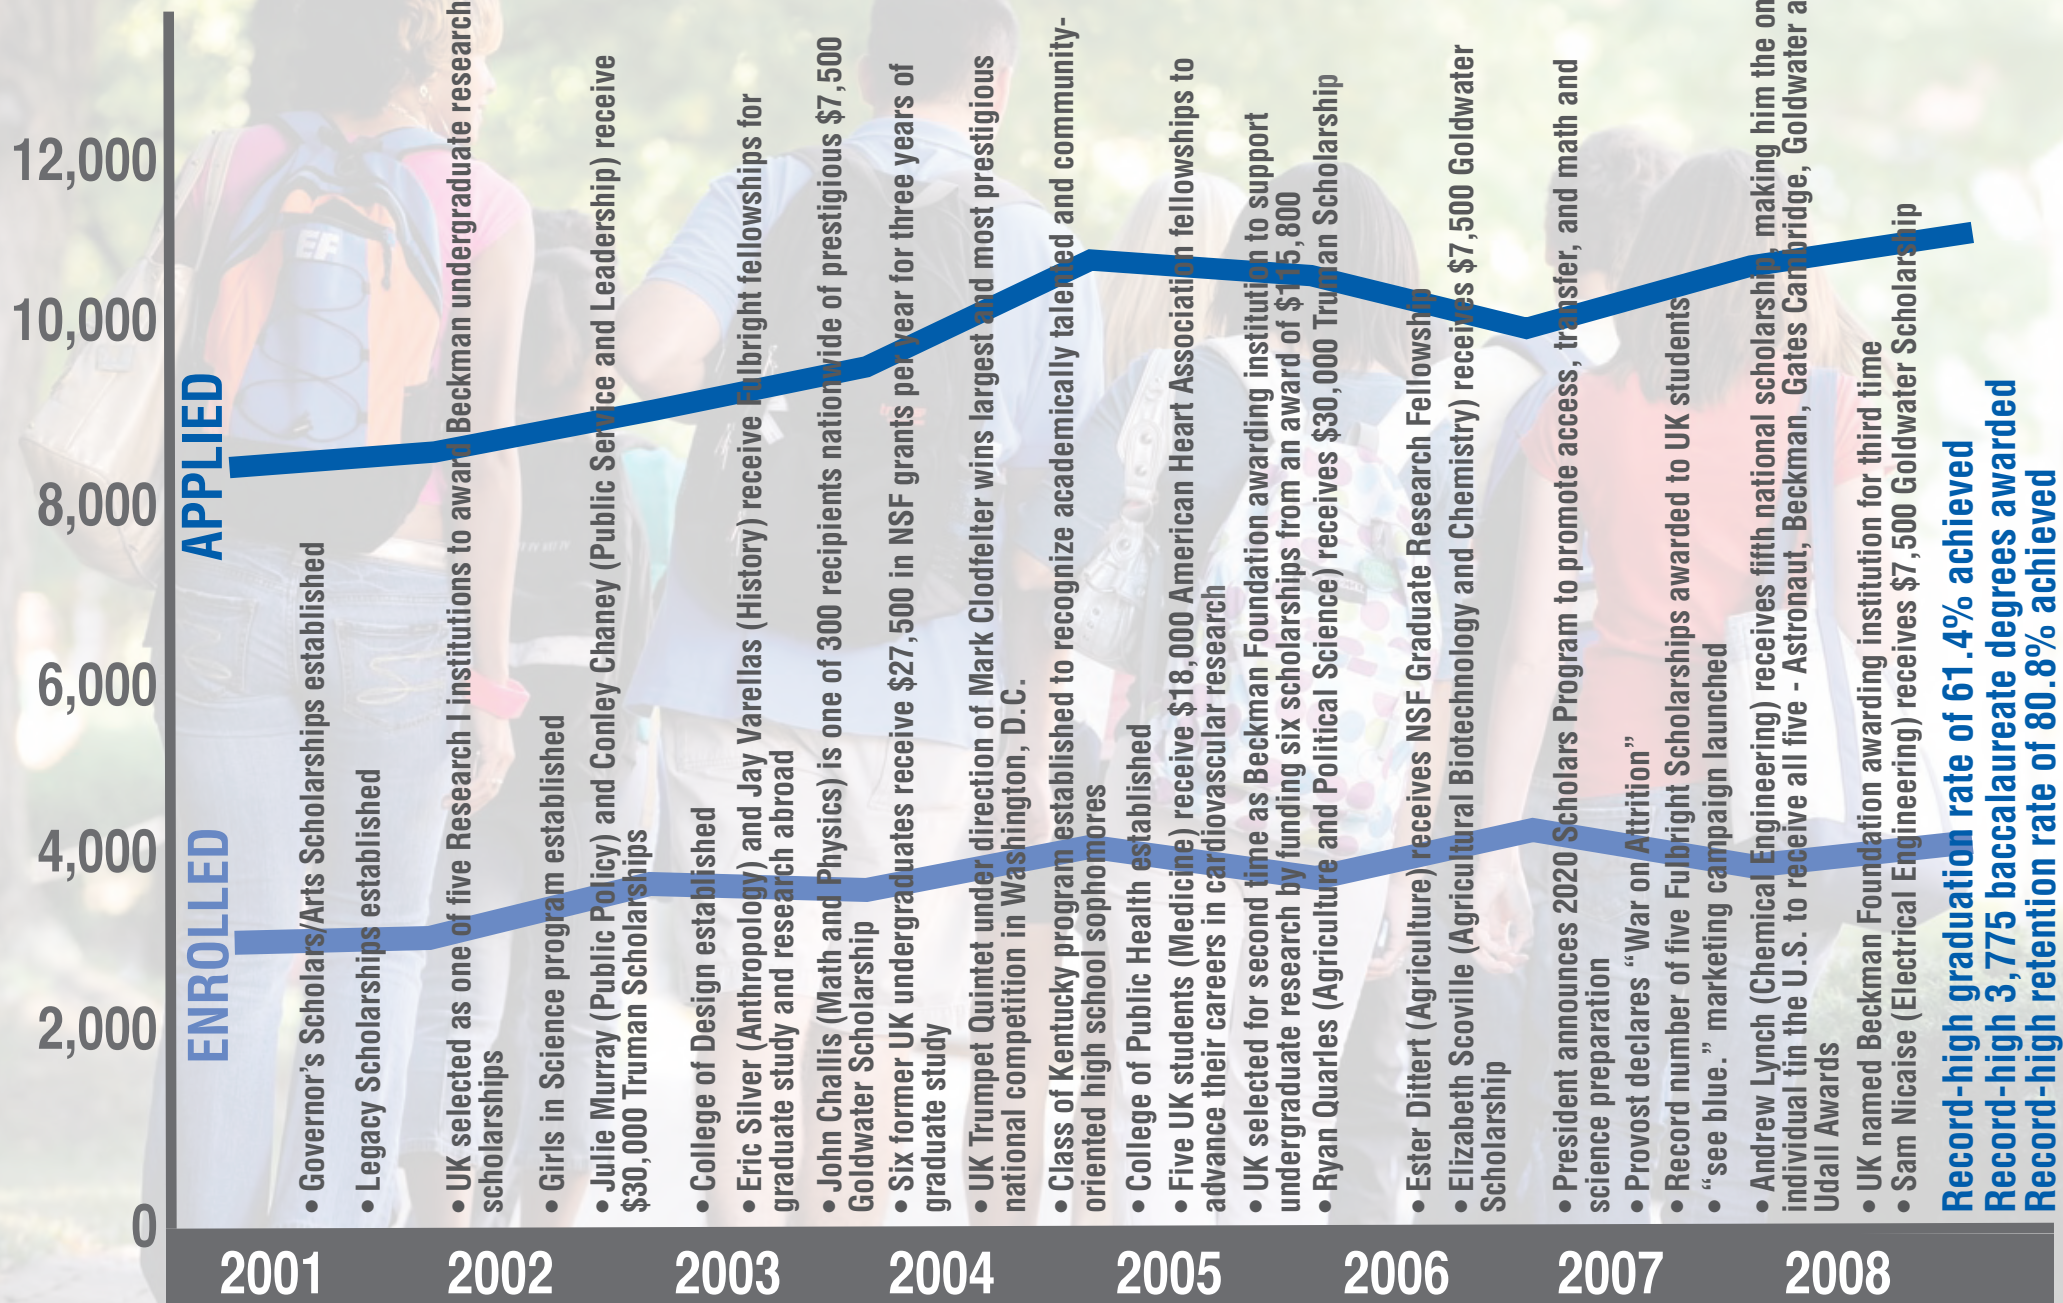 12,000
10,000
8,000
6,000
4,000
2,000
0
APPLIED
ENROLLED
• Governor’s Scholars/Arts Scholarships established
• Legacy Scholarships established
• UK selected as one of five Research I institutions to award Beckman undergraduate research
scholarships
• Girls in Science program established
• Julie Murray (Public Policy) and Conley Chaney (Public Service and Leadership) receive
$30,000 Truman Scholarships
• College of Design established
• Eric Silver (Anthropology) and Jay Varellas (History) receive Fulbright fellowships for
graduate study and research abroad
• John Challis (Math and Physics) is one of 300 recipients nationwide of prestigious $7,500
Goldwater Scholarship
• Six former UK undergraduates receive $27,500 in NSF grants per year for three years of
graduate study
• UK Trumpet Quintet under direction of Mark Clodfelter wins largest and most prestigious
national competition in Washington, D.C.
• Class of Kentucky program established to recognize academically talented and community-
oriented high school sophomores
• College of Public Health established
• Five UK students (Medicine) receive $18,000 American Heart Association fellowships to
advance their careers in cardiovascular research
• UK selected for second time as Beckman Foundation awarding institution to support
undergraduate research by funding six scholarships from an award of $115,800
• Ryan Quarles (Agriculture and Political Science) receives $30,000 Truman Scholarship
• Ester Dittert (Agriculture) receives NSF Graduate Research Fellowship
• Elizabeth Scoville (Agricultural Biotechnology and Chemistry) receives $7,500 Goldwater
Scholarship
• President announces 2020 Scholars Program to promote access, transfer, and math and
science preparation
• Provost declares “War on Attrition”
• Record number of five Fulbright Scholarships awarded to UK students
• “see blue.” marketing campaign launched
• Andrew Lynch (Chemical Engineering) receives fifth national scholarship, making him the on
individual tin the U.S. to receive all five - Astronaut, Beckman, Gates Cambridge, Goldwater a
Udall Awards
• UK named Beckman Foundation awarding institution for third time
• Sam Nicaise (Electrical Engineering) receives $7,500 Goldwater Scholarship
Record-high graduation rate of 61.4% achieved
Record-high 3,775 baccalaureate degrees awarded
Record-high retention rate of 80.8% achieved
2001 2002 2003 2004 2005 2006 2007 2008